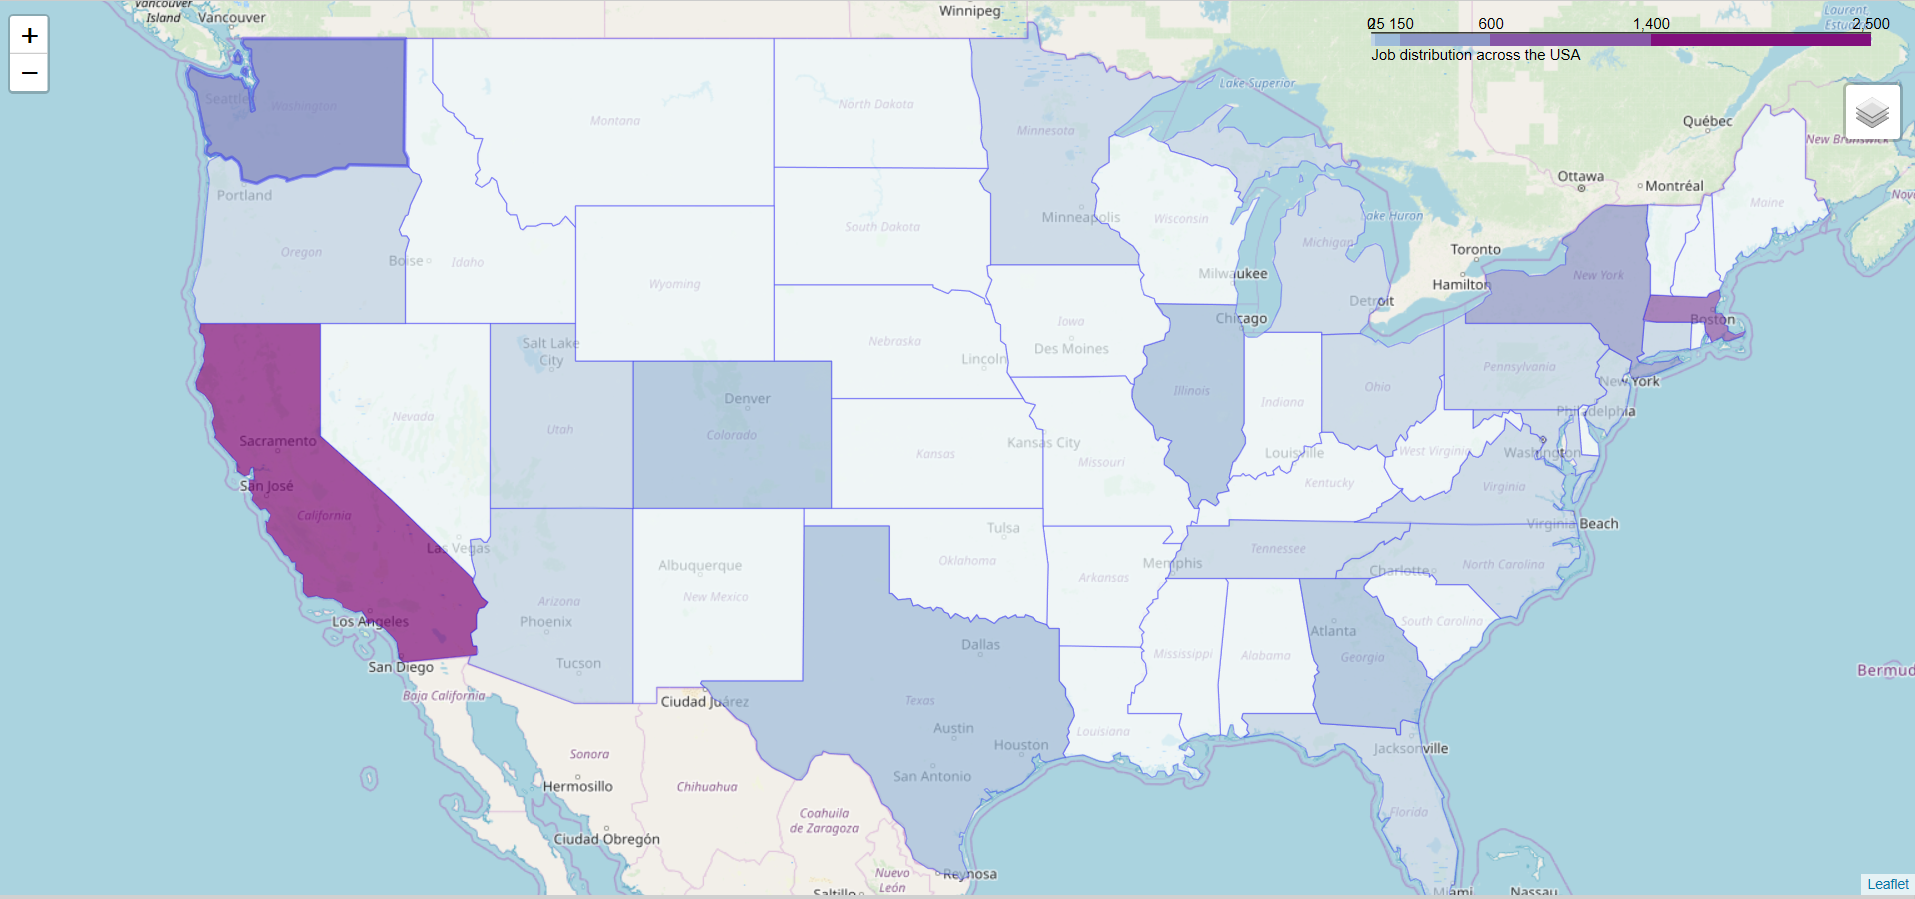 +
−
Vancouver
Island
Vancouver
Winnipeg
0
25 150
600
1,400
2,500
Job distribution across the USA
Lake Superior
Seattle
Washington
Montana
North Dakota
Minnesota
Québec
New Brunswick
Ottawa
Montréal
Portland
Minneapolis
Wisconsin
Maine
Lake Huron
South Dakota
Oregon
Boise
Idaho
Michigan
Toronto
Milwaukee
New York
Wyoming
Hamilton
Detroit
Boston
Chicago
Iowa
Salt Lake
City
Nebraska
Des Moines
Lincoln
Pennsylvania
New York
Ohio
Illinois
Denver
Indiana
Philadelphia
Nevada
Utah
Colorado
Sacramento
Kansas City
Kansas
Missouri
Louisville
West Virginia
Washington
San José
Kentucky
Virginia
California
Tulsa
Virginia Beach
Las Vegas
Tennessee
Oklahoma
Memphis
North Carolina
Albuquerque
Charlotte
Arkansas
New Mexico
Arizona
Phoenix
Los Angeles
South Carolina
Atlanta
Dallas
Mississippi
Alabama
Georgia
San Diego
Tucson
Bermud
Baja California
Ciudad Juárez
Texas
Austin
Louisiana
Houston
Jacksonville
Sonora
San Antonio
Hermosillo
Chihuahua
Coahuila
de Zaragoza
Florida
Ciudad Obregón
Nuevo
León
Reynosa
Saltillo
Miami
Nassau
Leaflet